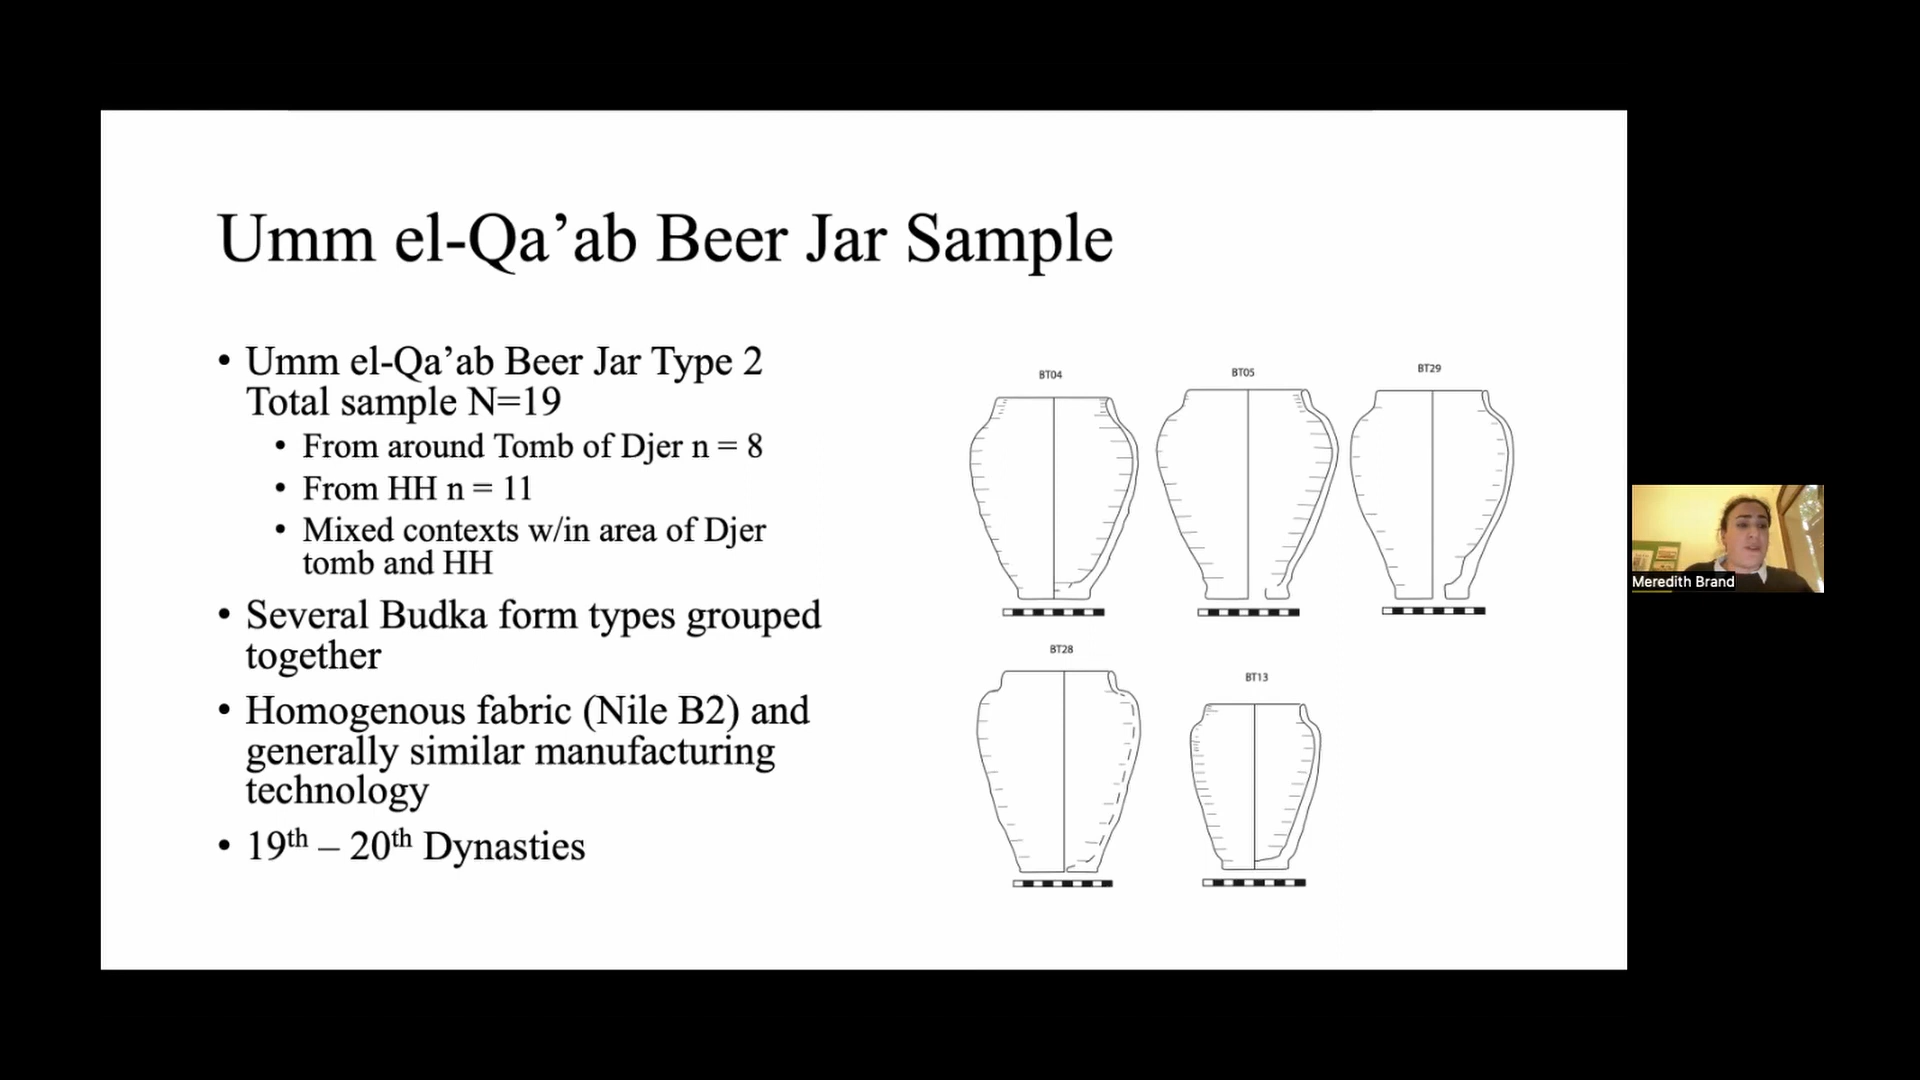 Umm el-Qa’ab Beer Jar Sample
• Umm el-Qa’ab Beer Jar Type 2
Total sample N=19
• From around Tomb of Djer n = 8
• From HH n = 11
• Mixed contexts w/in area of Djer
tomb and HH
• Several Budka form types grouped
together
• Homogenous fabric (Nile B2) and
generally similar manufacturing
technology
• 19th – 20th Dynasties
BT04
BT05
BT29
BT28
BT13
Meredith Brand